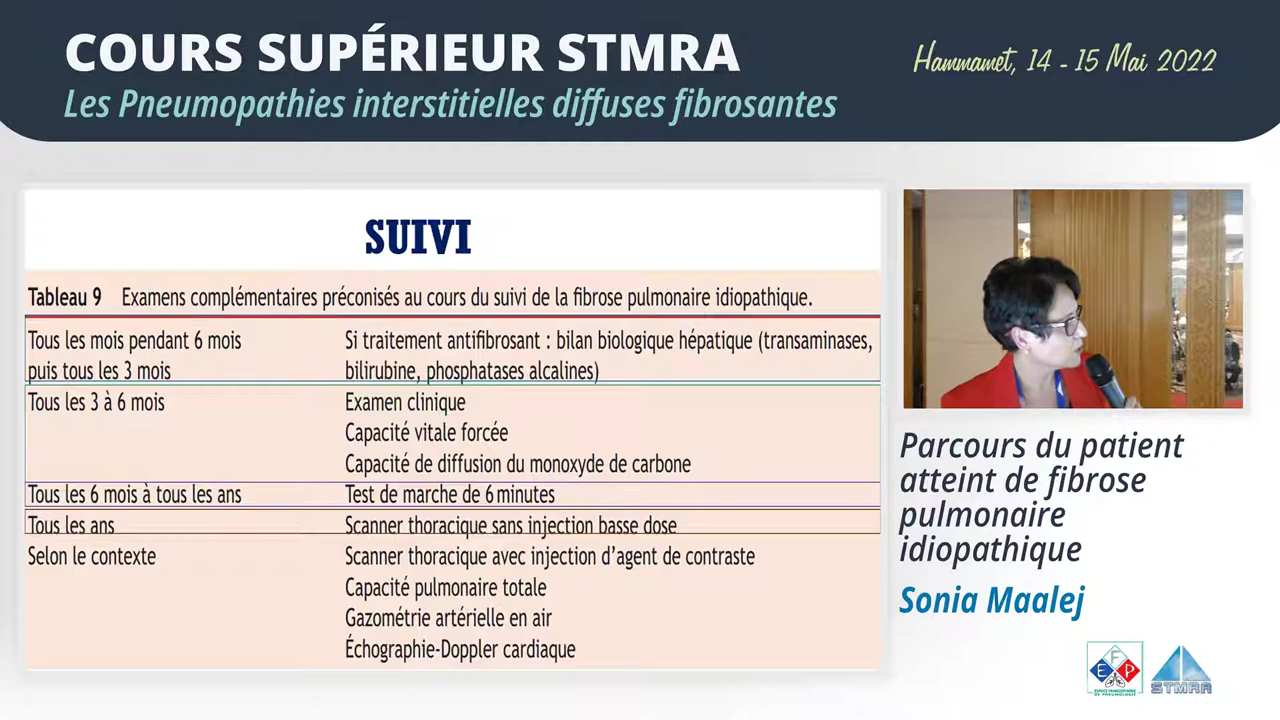 COURS SUPÉRIEUR STMRA
Les Pneumopathies interstitielles diffuses fibrosantes
Hammamet, 14 - 15 Mai 2022
SUIVI
Tableau 9 Examens complémentaires préconisés au cours du suivi de la fibrose pulmonaire idiopathique.
Tous les mois pendant 6 mois
puis tous les 3 mois
Si traitement antifibrosant : bilan biologique hépatique (transaminases,
bilirubine, phosphatases alcalines)
Tous les 3 à 6 mois
Examen clinique
Capacité vitale forcée
Capacité de diffusion du monoxyde de carbone
Tous les 6 mois à tous les ans
Test de marche de 6 minutes
Tous les ans
Scanner thoracique sans injection basse dose
Selon le contexte
Scanner thoracique avec injection d'agent de contraste
Capacité pulmonaire totale
Gazométrie artérielle en air
Échographie-Doppler cardiaque
Parcours du patient
atteint de fibrose
pulmonaire
idiopathique
Sonia Maalej
E F P
ESPACE FRANCOPHONE
DE PNEUMOLOGIE
STMRA